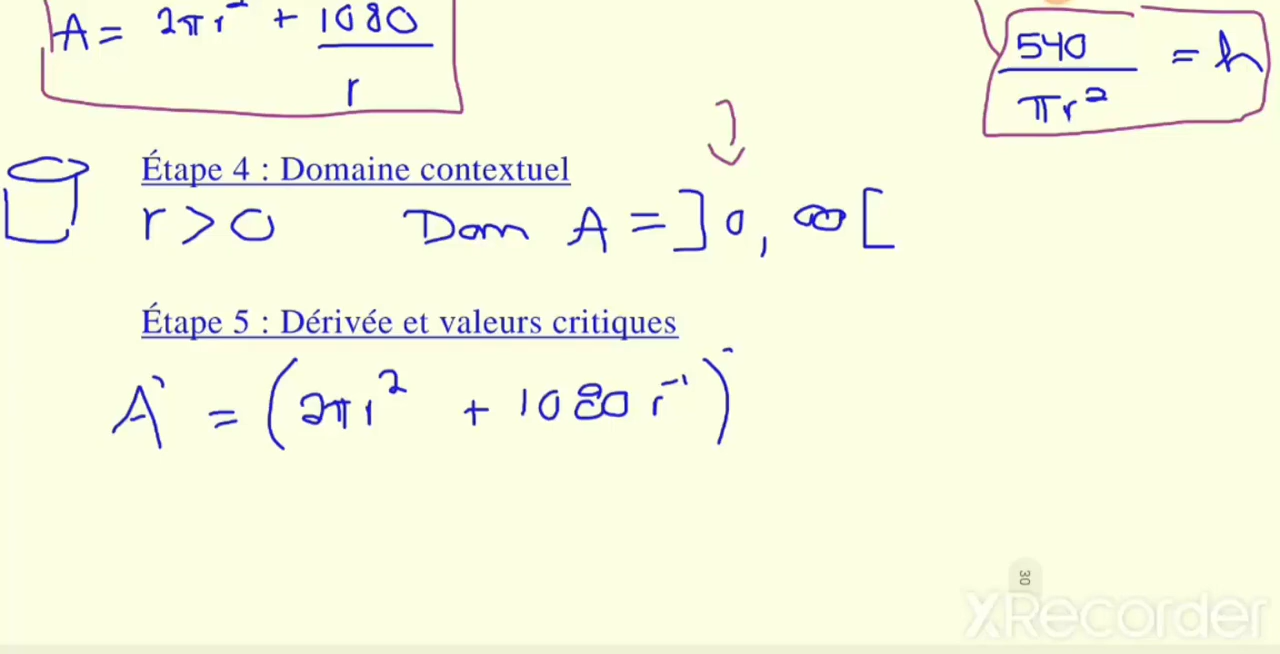 A = 2πr² + 1080/r
540/πr² = h
Étape 4 : Domaine contextuel
r > 0 Dom A = ]0, ∞[
Étape 5 : Dérivée et valeurs critiques
A' = (2πr² + 1080 r⁻¹)'
30
XRecorder